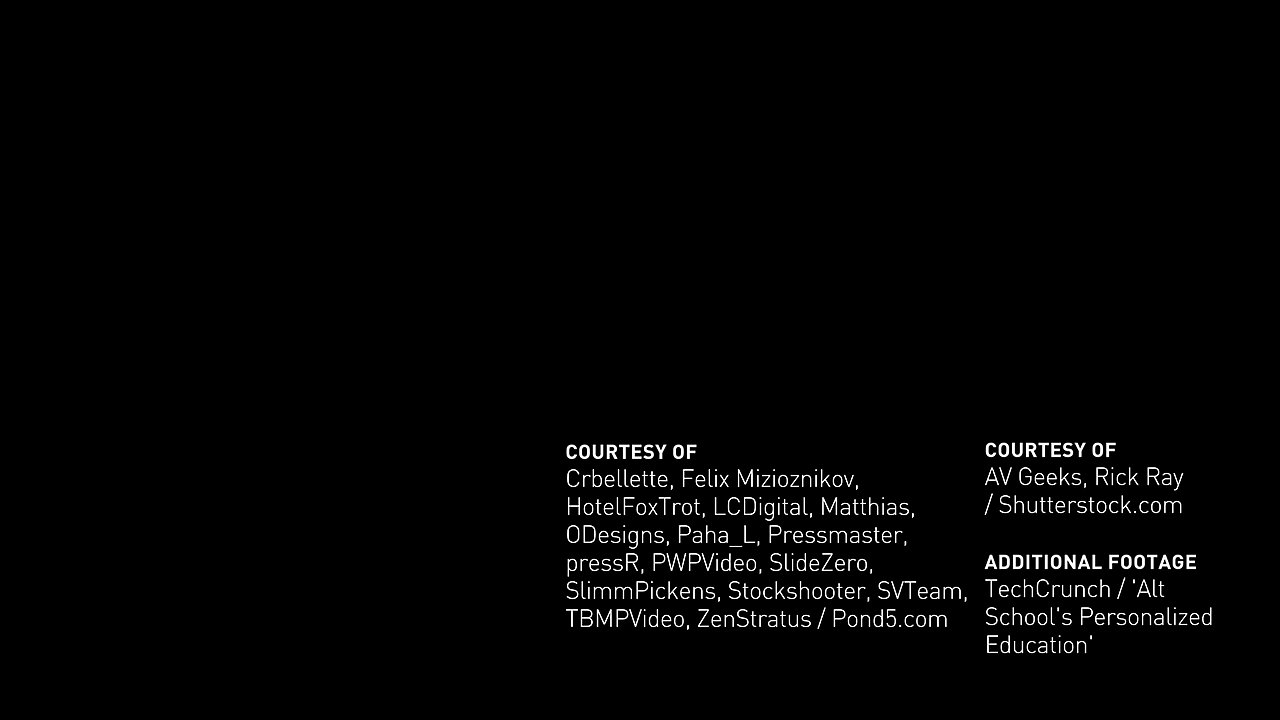 COURTESY OF
Crbellette, Felix Mizioznikov,
HotelFoxTrot, LCDigital, Matthias,
ODesigns, Paha_L, Pressmaster,
pressR, PWPVideo, SlideZero,
SlimmPickens, Stockshooter, SVTeam,
TBMPVideo, ZenStratus / Pond5.com
COURTESY OF
AV Geeks, Rick Ray
/ Shutterstock.com
ADDITIONAL FOOTAGE
TechCrunch / 'Alt
School's Personalized
Education'